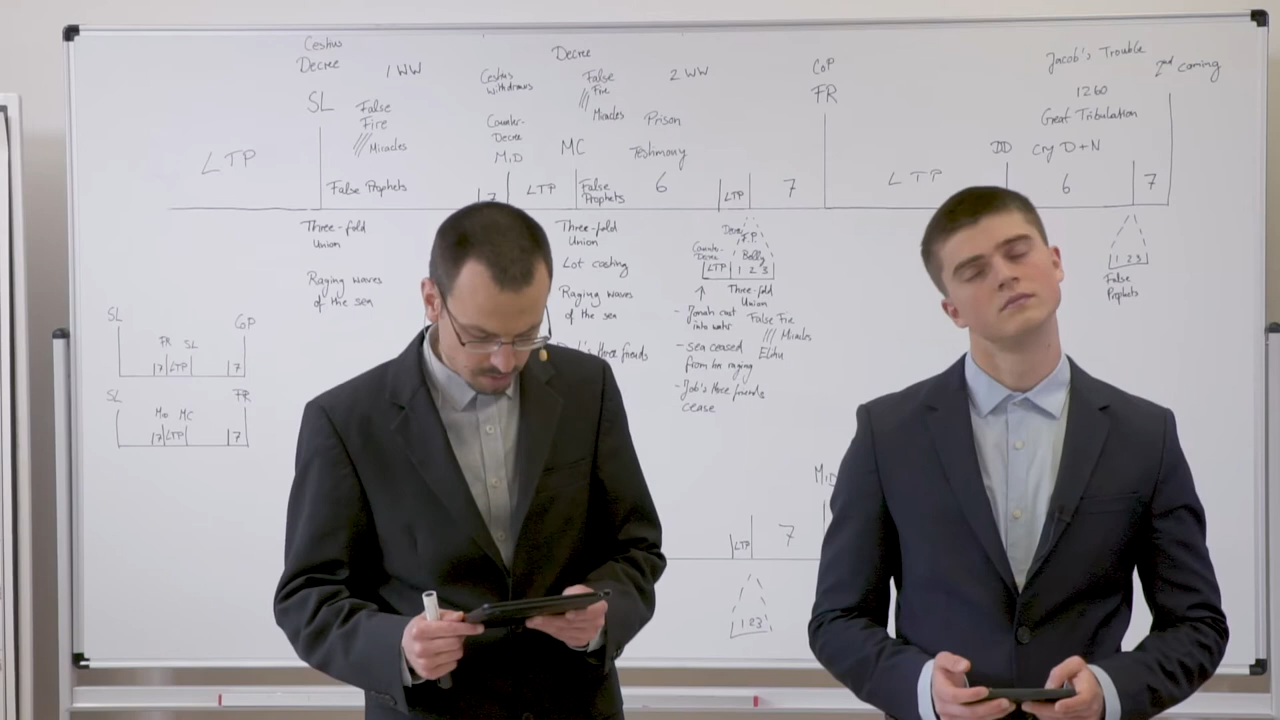 Cestius
Decree
1 WW
Decree
2 WW
CoP
FR
Jacob's Trouble
2nd coming
1260
Great Tribulation
Cestius
Withdraws
False
Fire
Miracles
SL
False
Fire
Miracles
Counter-
Decree
MiD
MC
Prison
Testimony
DD
Cry D+N
LTP
False Prophets
7
LTP
False
Prophets
6
LTP
7
LTP
6
7
Three-fold
Union
Raging waves
of the sea
Three-fold
Union
Lot casting
Raging waves
of the sea
three friends
Decree
F.P.
Counter-
Decree
Belly
LTP
1 2 3
Three-fold
Union
- Jonah cast
into water
- sea ceased
from her raging
- Job's three friends
cease
False Fire
Miracles
Elihu
1 2 3
False
Prophets
SL
CoP
SL
7
LTP
7
SL
FR
MC
7
LTP
7
LTP
7
1 2 3